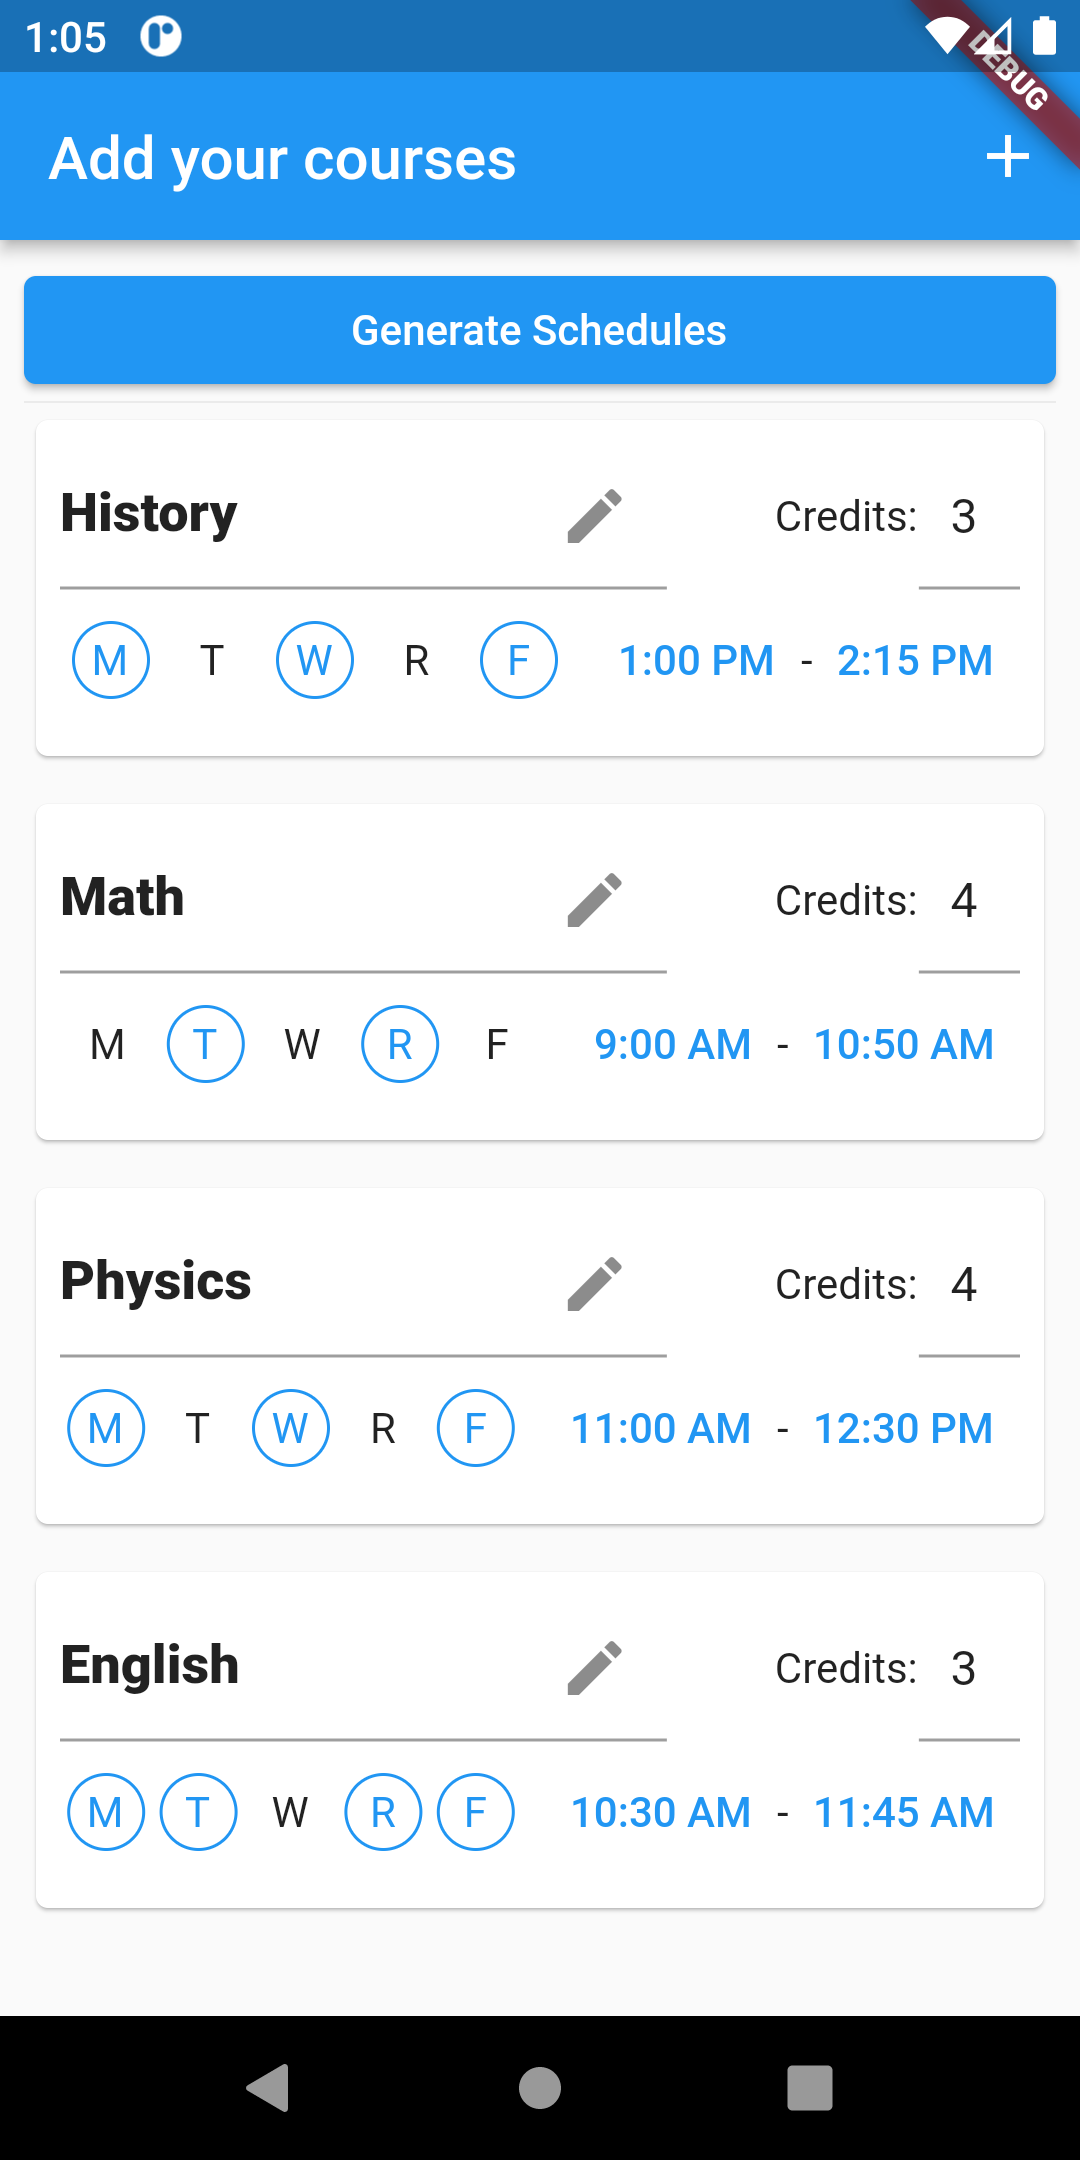 1:05
DEBUG
Add your courses
Generate Schedules
History Credits: 3
M T W R F 1:00 PM - 2:15 PM
Math Credits: 4
M T W R F 9:00 AM - 10:50 AM
Physics Credits: 4
M T W R F 11:00 AM - 12:30 PM
English Credits: 3
M T W R F 10:30 AM - 11:45 AM